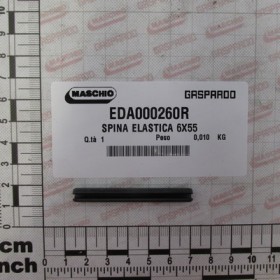 MASCHIO GASPARDO
EDA000260R
SPINA ELASTICA 6X55
Q.tà 1 Peso 0,010 KG
cm